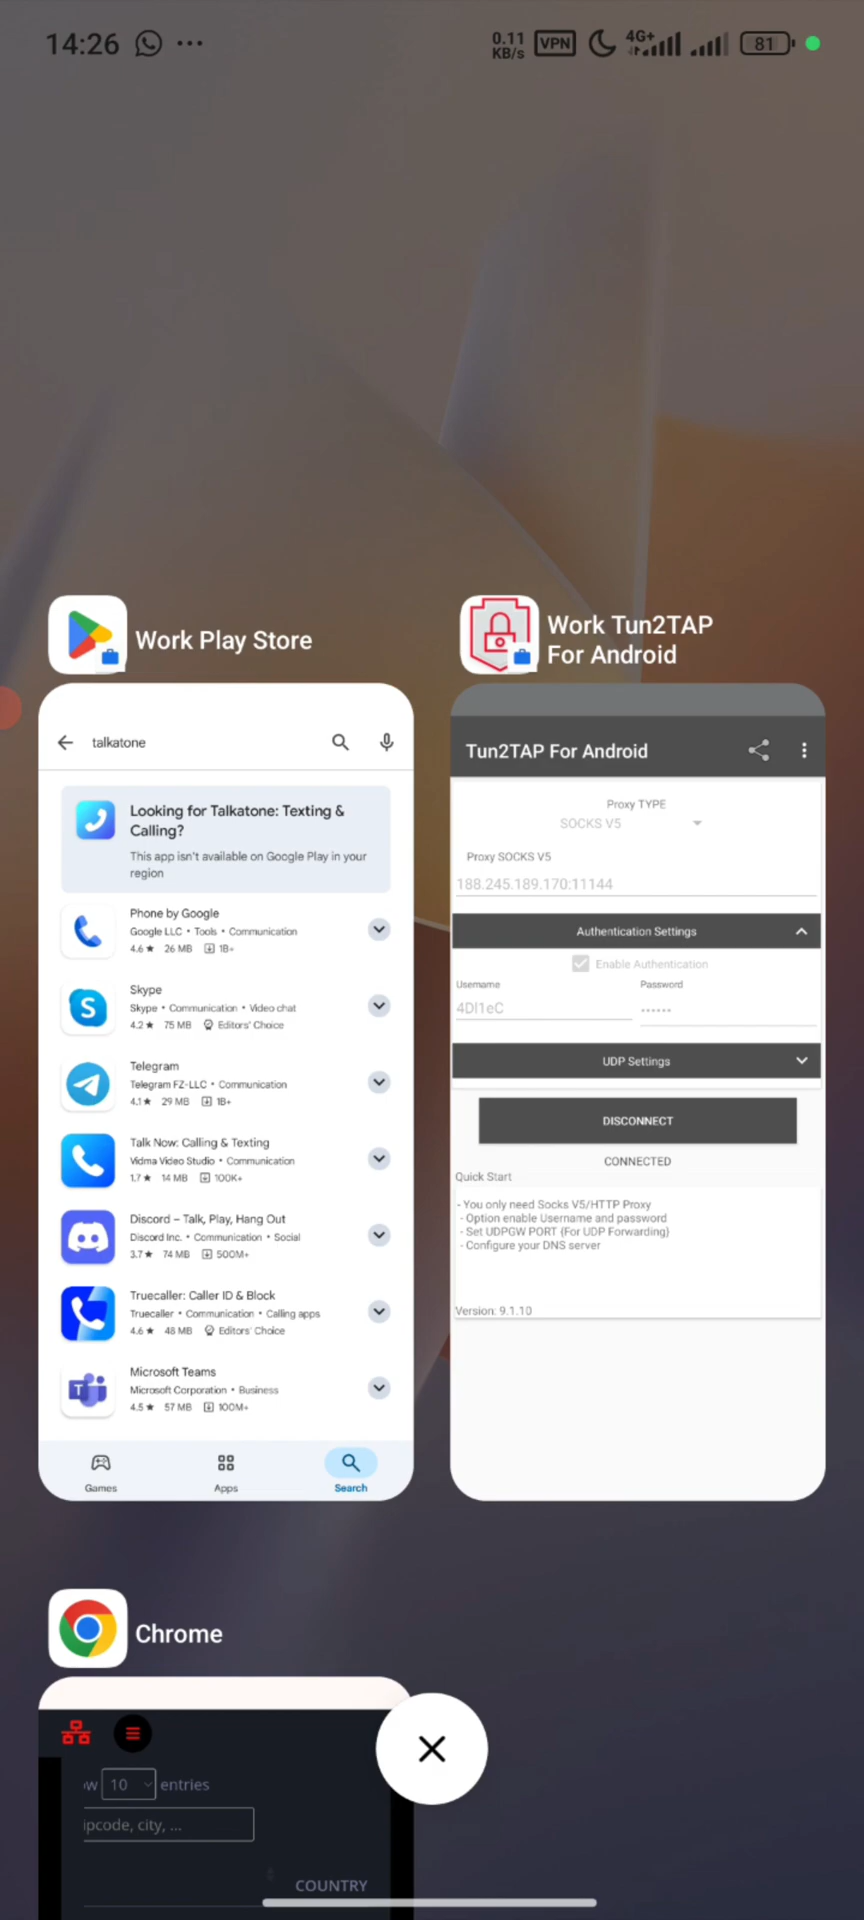 14:26
0.11
KB/s
VPN
4G+
81
Work Play Store
talkatone
Looking for Talkatone: Texting &
Calling?
This app isn't available on Google Play in your
region
Phone by Google
Google LLC • Tools • Communication
4.6 ★ 26 MB 1B+
Skype
Skype • Communication • Video chat
4.2 ★ 75 MB Editors' Choice
Telegram
Telegram FZ-LLC • Communication
4.1 ★ 29 MB 1B+
Talk Now: Calling & Texting
Vidma Video Studio • Communication
1.7 ★ 14 MB 100K+
Discord – Talk, Play, Hang Out
Discord Inc. • Communication • Social
3.7 ★ 74 MB 500M+
Truecaller: Caller ID & Block
Truecaller • Communication • Calling apps
4.6 ★ 48 MB Editors' Choice
Microsoft Teams
Microsoft Corporation • Business
4.5 ★ 57 MB 100M+
Games
Apps
Search
Work Tun2TAP
For Android
Tun2TAP For Android
Proxy TYPE
SOCKS V5
Proxy SOCKS V5
188.245.189.170:11144
Authentication Settings
Enable Authentication
Username
Password
4DI1eC
••••••
UDP Settings
DISCONNECT
CONNECTED
Quick Start
- You only need Socks V5/HTTP Proxy
- Option enable Username and password
- Set UDPGW PORT (For UDP Forwarding)
- Configure your DNS server
Version: 9.1.10
Chrome
ow 10 entries
ipcode, city, ...
COUNTRY